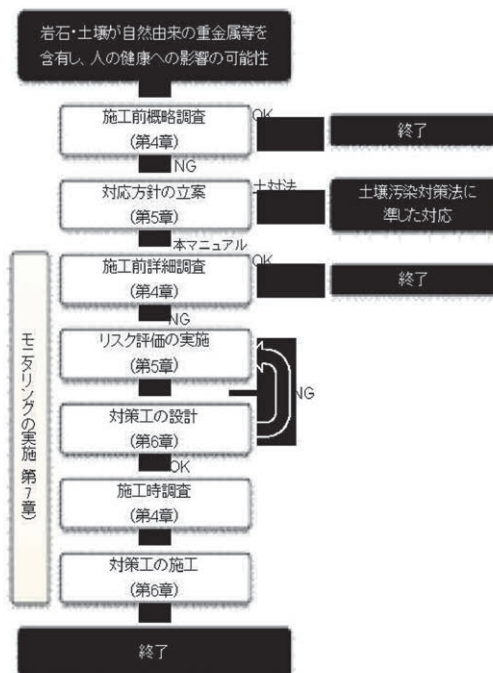 岩石・土壌が自然由来の重金属等を
含有し、人の健康への影響の可能性
施工前概略調査
(第4章)
OK
終了
NG
対応方針の立案
(第5章)
土対法
土壌汚染対策法に
準じた対応
本マニュアル
施工前詳細調査
(第4章)
OK
終了
NG
リスク評価の実施
(第5章)
NG
対策工の設計
(第6章)
OK
施工時調査
(第4章)
対策工の施工
(第6章)
モニタリングの実施(第7章)
終了